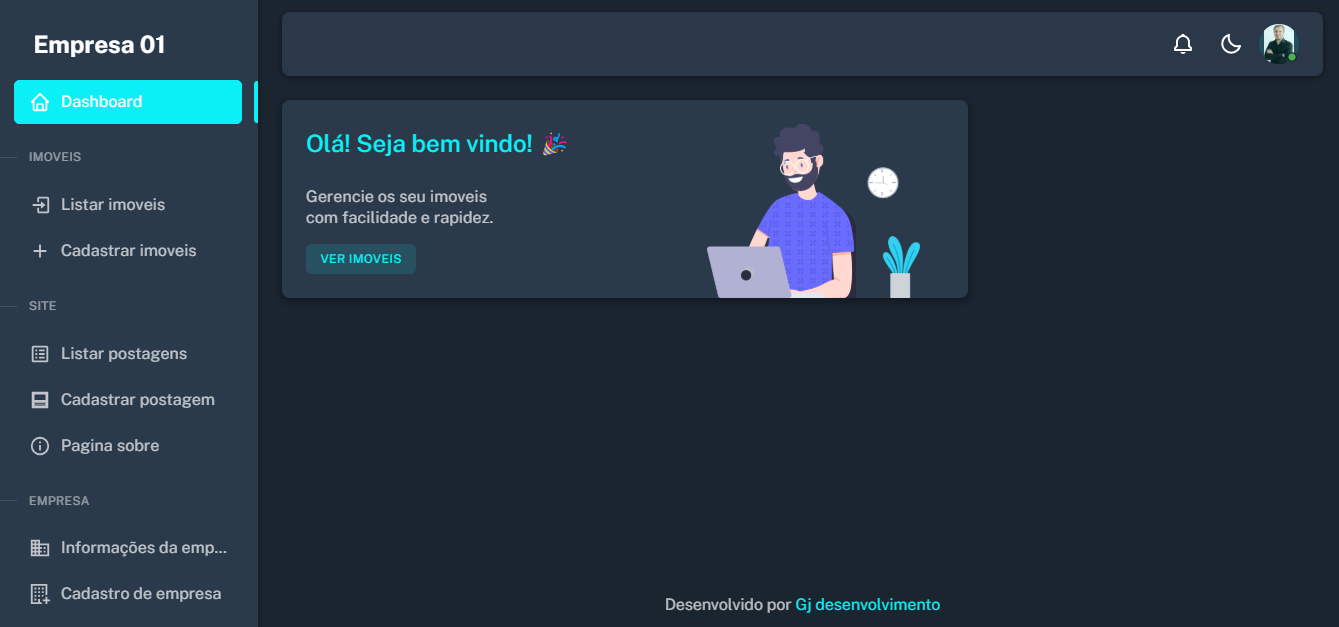 Empresa 01
Dashboard
IMOVEIS
Listar imoveis
Cadastrar imoveis
SITE
Listar postagens
Cadastrar postagem
Pagina sobre
EMPRESA
Informações da emp...
Cadastro de empresa
Olá! Seja bem vindo! 🎉
Gerencie os seu imoveis
com facilidade e rapidez.
VER IMOVEIS
Desenvolvido por Gj desenvolvimento